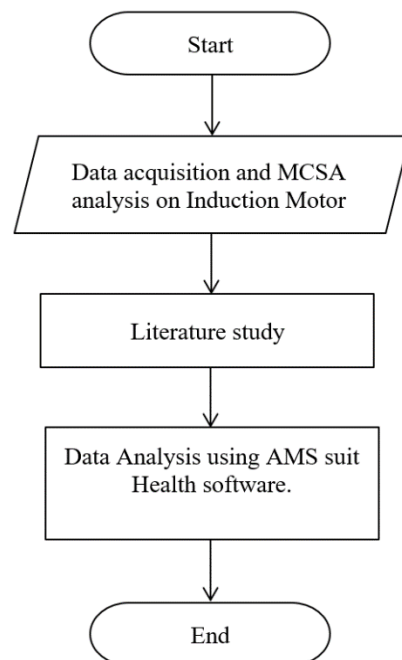 Start
Data acquisition and MCSA
analysis on Induction Motor
Literature study
Data Analysis using AMS suit
Health software.
End